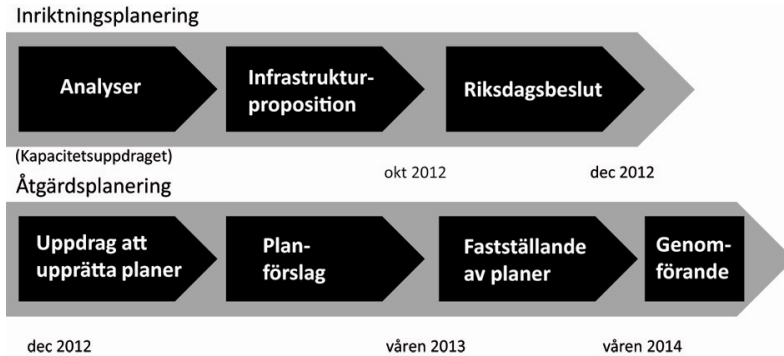 Inriktningsplanering
Analyser
Infrastruktur-
proposition
Riksdagsbeslut
(Kapacitetsuppdraget)
okt 2012
dec 2012
Åtgärdsplanering
Uppdrag att
upprätta planer
Plan-
förslag
Fastställande
av planer
Genom-
förande
dec 2012
våren 2013
våren 2014